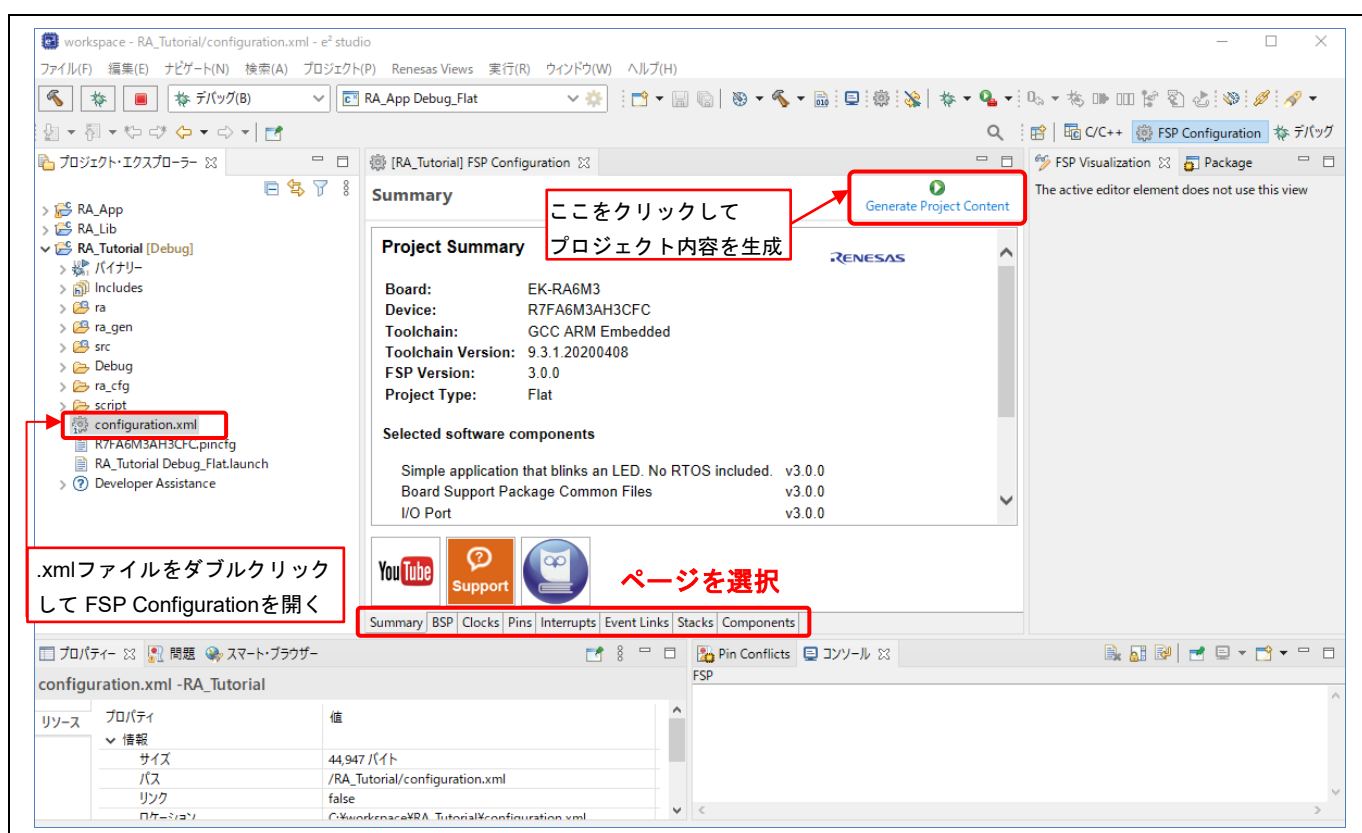 workspace - RA_Tutorial/configuration.xml - e² studio
ファイル(F) 編集(E) ナビゲート(N) 検索(A) プロジェクト(P) Renesas Views 実行(R) ウィンドウ(W) ヘルプ(H)
デバッグ(B) RA_App Debug_Flat
C/C++ FSP Configuration デバッグ
プロジェクト・エクスプローラー
RA_App
RA_Lib
RA_Tutorial [Debug]
バイナリー
Includes
ra
ra_gen
src
Debug
ra_cfg
script
configuration.xml
R7FA6M3AH3CFC.pincfg
RA_Tutorial Debug_Flat.launch
Developer Assistance
.xmlファイルをダブルクリック
して FSP Configurationを開く
[RA_Tutorial] FSP Configuration
Summary
Generate Project Content
ここをクリックして
プロジェクト内容を生成
Project Summary
RENESAS
Board: EK-RA6M3
Device: R7FA6M3AH3CFC
Toolchain: GCC ARM Embedded
Toolchain Version: 9.3.1.20200408
FSP Version: 3.0.0
Project Type: Flat
Selected software components
Simple application that blinks an LED. No RTOS included. v3.0.0
Board Support Package Common Files v3.0.0
I/O Port v3.0.0
YouTube
Support
ページを選択
Summary BSP Clocks Pins Interrupts Event Links Stacks Components
FSP Visualization Package
The active editor element does not use this view
プロパティー 問題 スマート・ブラウザー
configuration.xml -RA_Tutorial
リソース
プロパティ 値
情報
サイズ 44,947 バイト
パス /RA_Tutorial/configuration.xml
リンク false
ロケーション C:¥workspace¥RA_Tutorial¥configuration.xml
Pin Conflicts コンソール
FSP